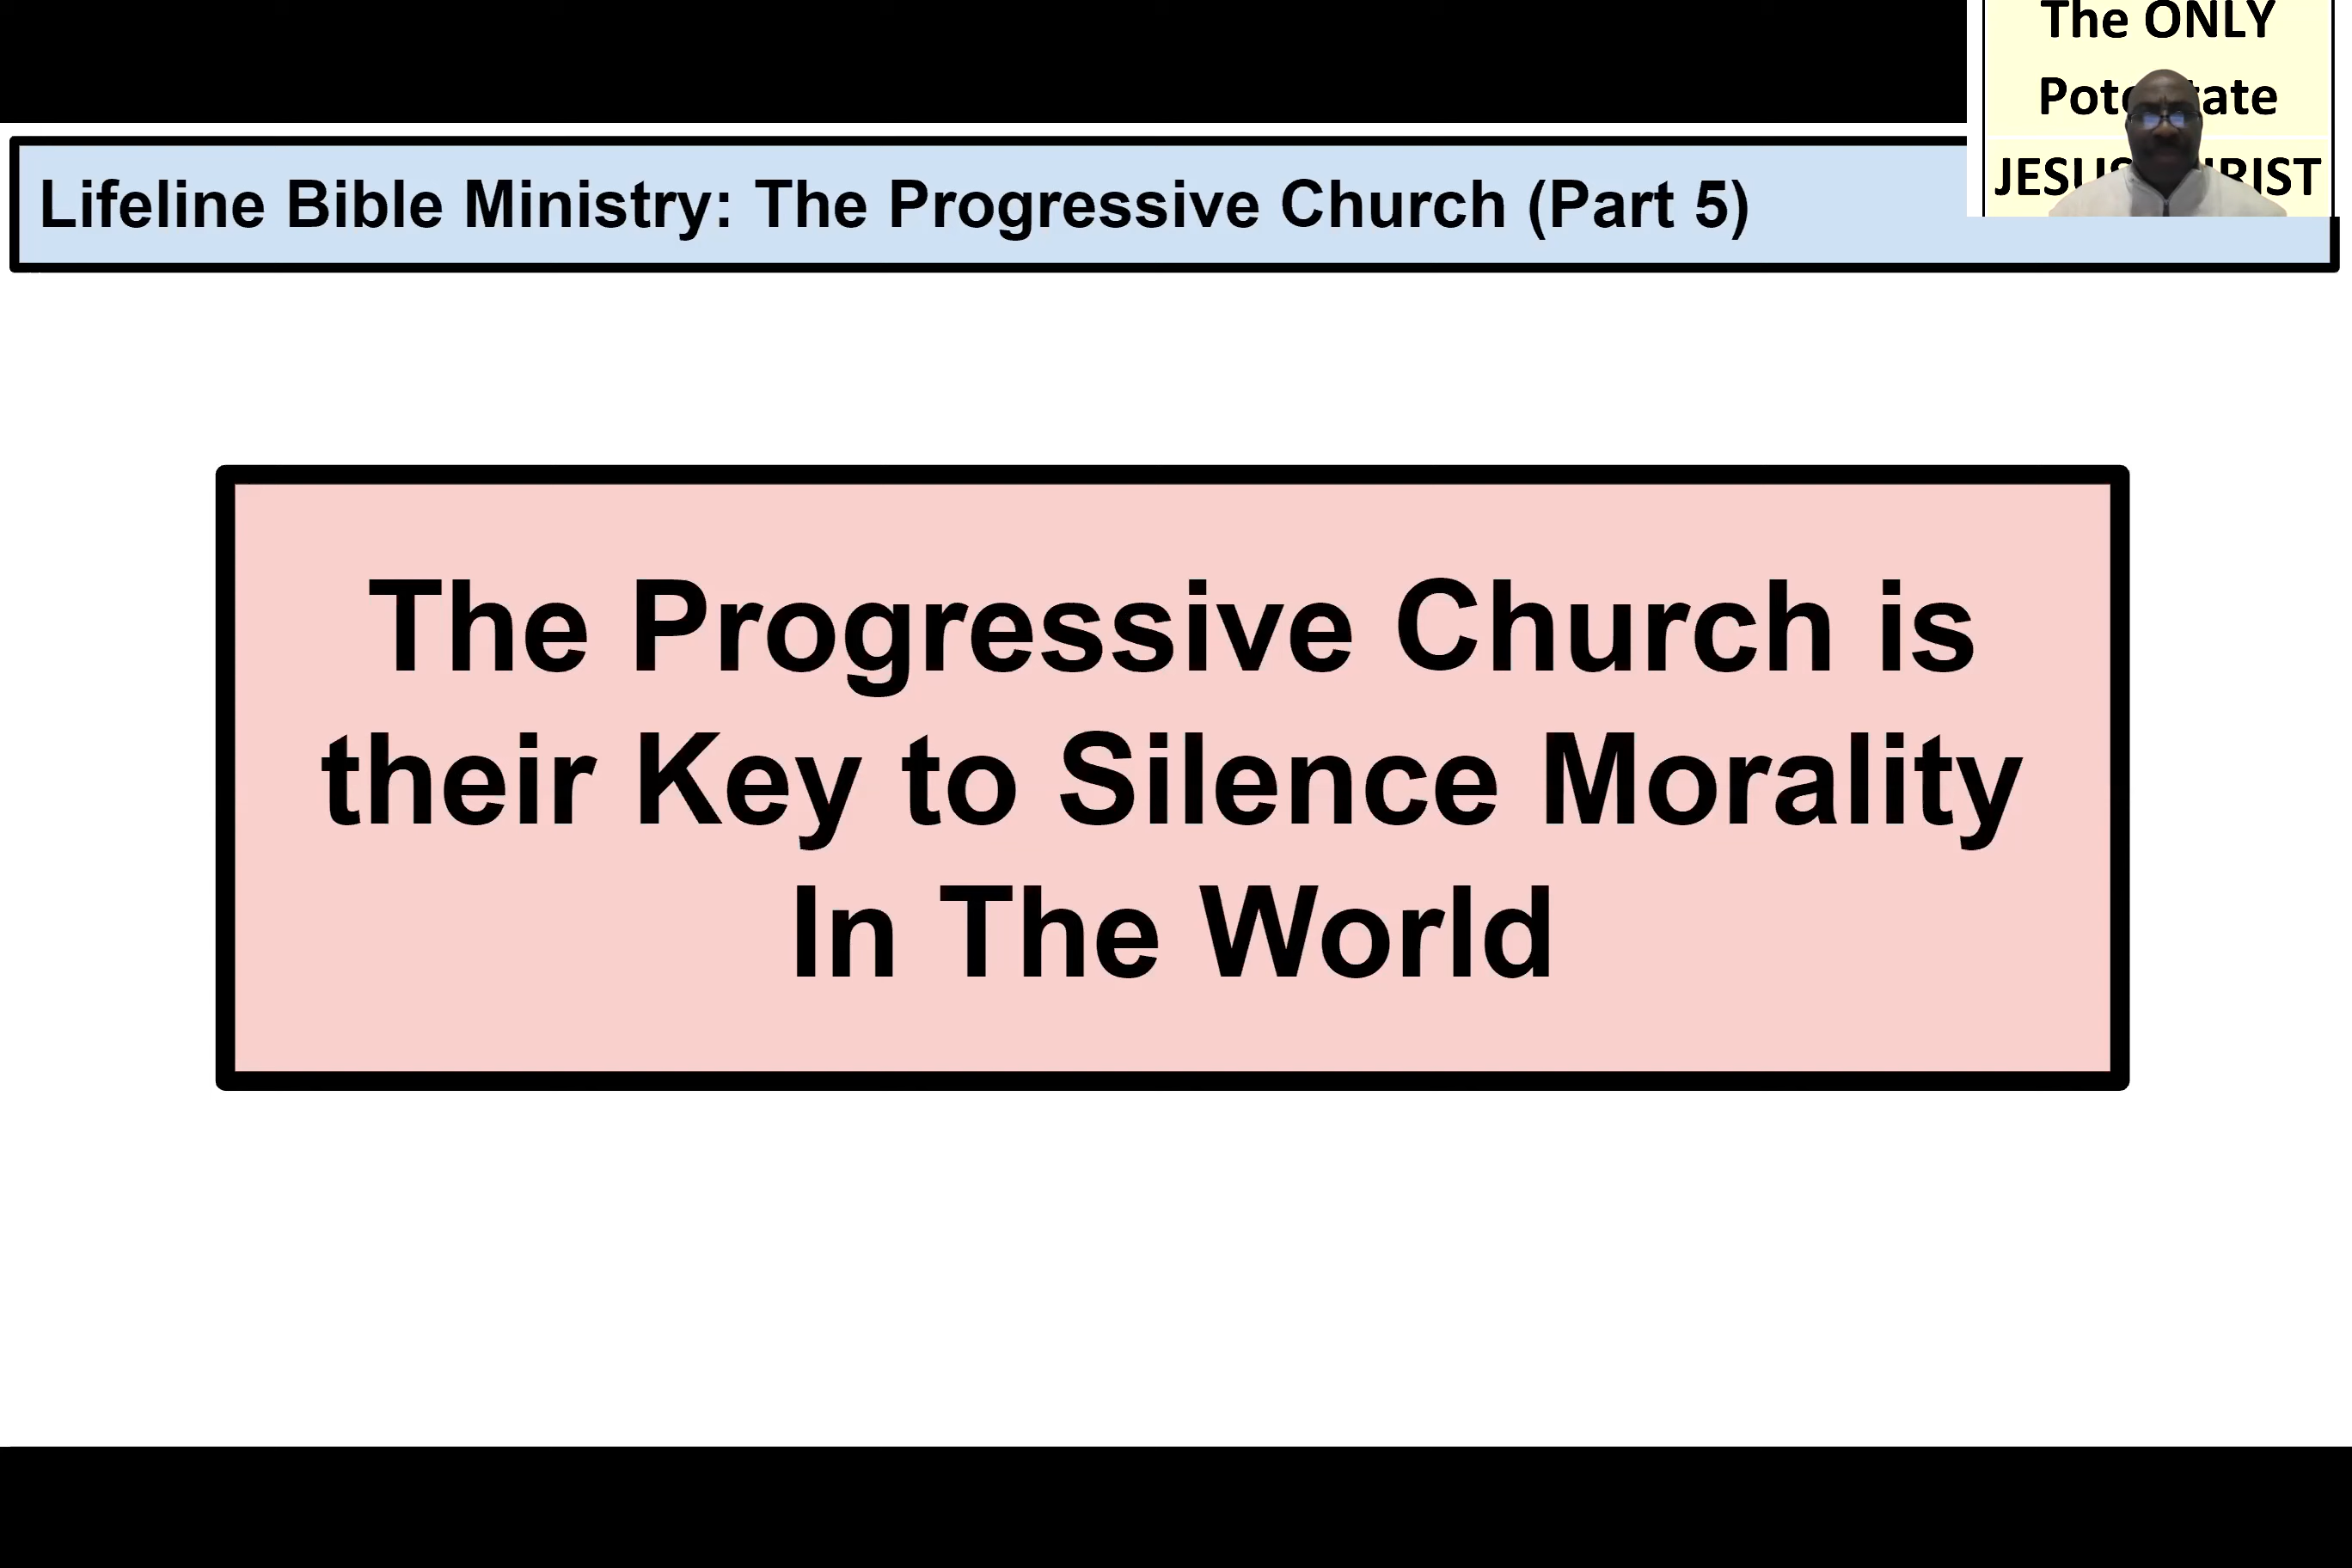 The ONLY
JESUS
Lifeline Bible Ministry: The Progressive Church (Part 5)
The Progressive Church is
their Key to Silence Morality
In The World